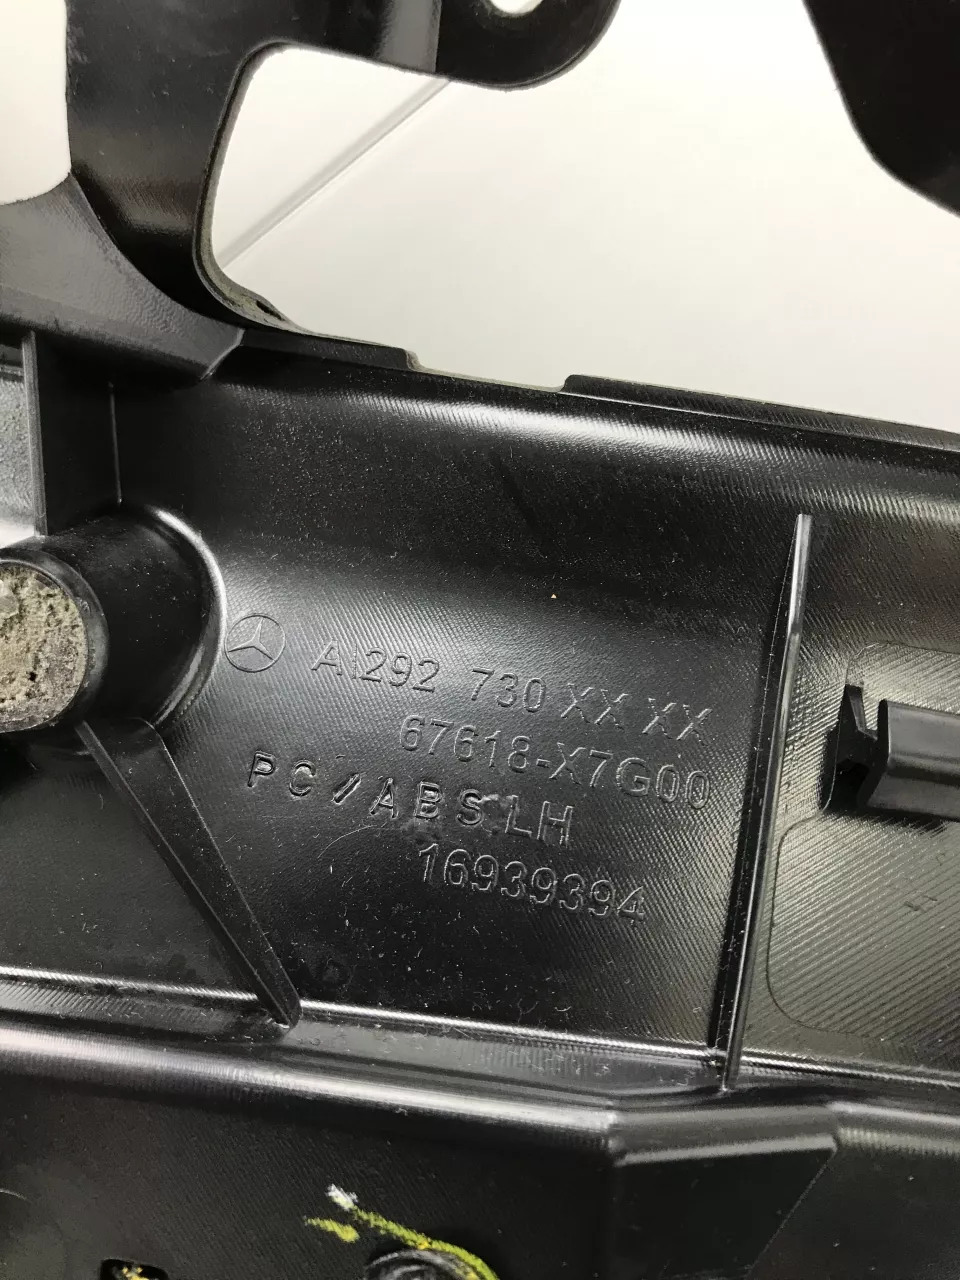 A1292 730 XX XX
67618-X7G00
PC/ABS LH
16939394